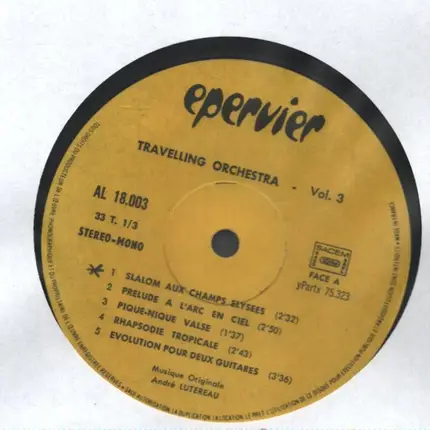 epervier
TRAVELLING ORCHESTRA - Vol. 3
AL 18.003
33 T. 1/3
STEREO-MONO
SACEM
FACE A
yPartx 75.323
1 SLALOM AUX CHAMPS ELYSEES (2'32)
2 PRELUDE A L'ARC EN CIEL (2'50)
3 PIQUE-NIQUE VALSE (1'37)
4 RHAPSODIE TROPICALE (2'43)
5 EVOLUTION POUR DEUX GUITARES (3'36)
Musique Originale
André LUTEREAU